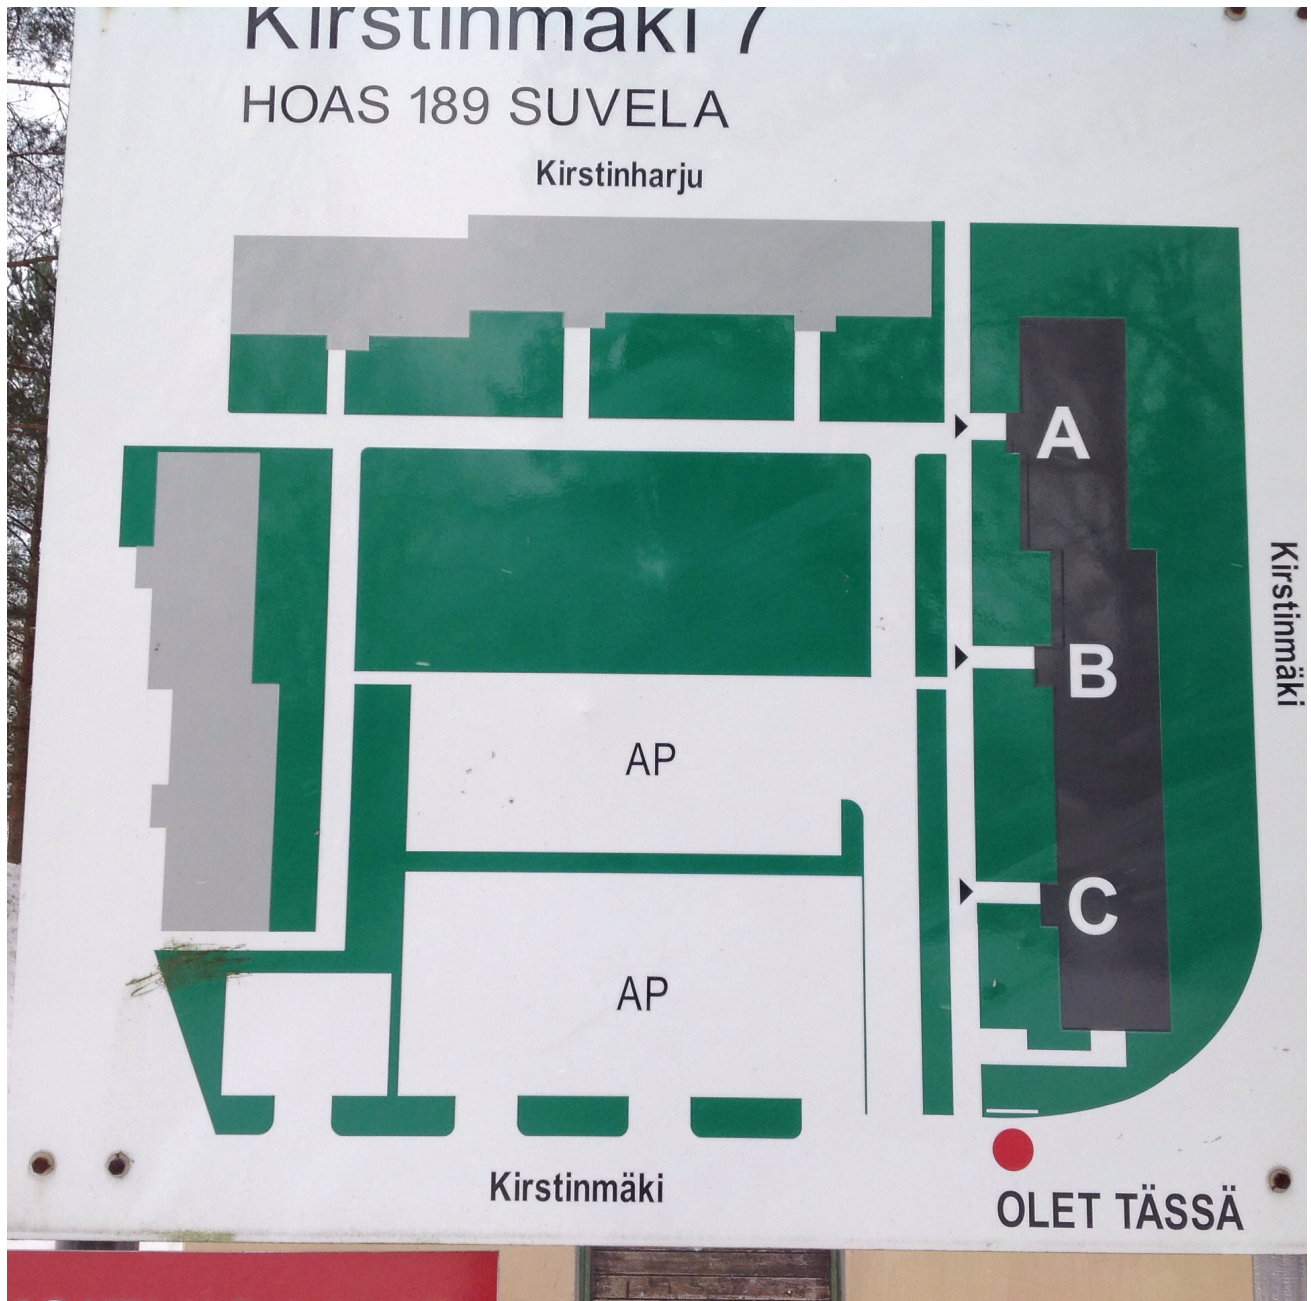 Kirstinmäki 7
HOAS 189 SUVELA
Kirstinharju
A
Kirstinmäki
B
AP
C
AP
Kirstinmäki
OLET TÄSSÄ